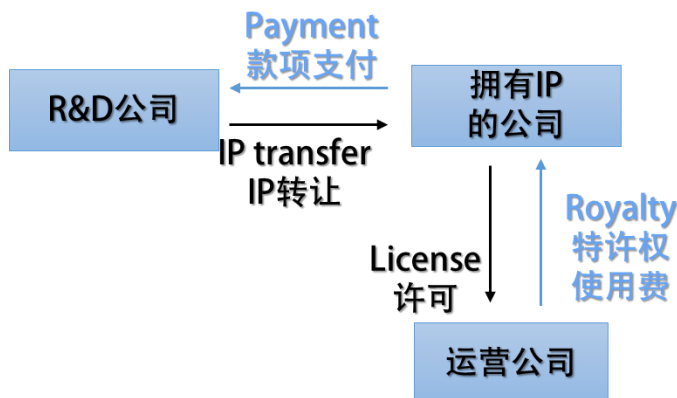 Payment
款项支付
R&D公司
拥有IP
的公司
IP transfer
IP转让
License
许可
Royalty
特许权
使用费
运营公司